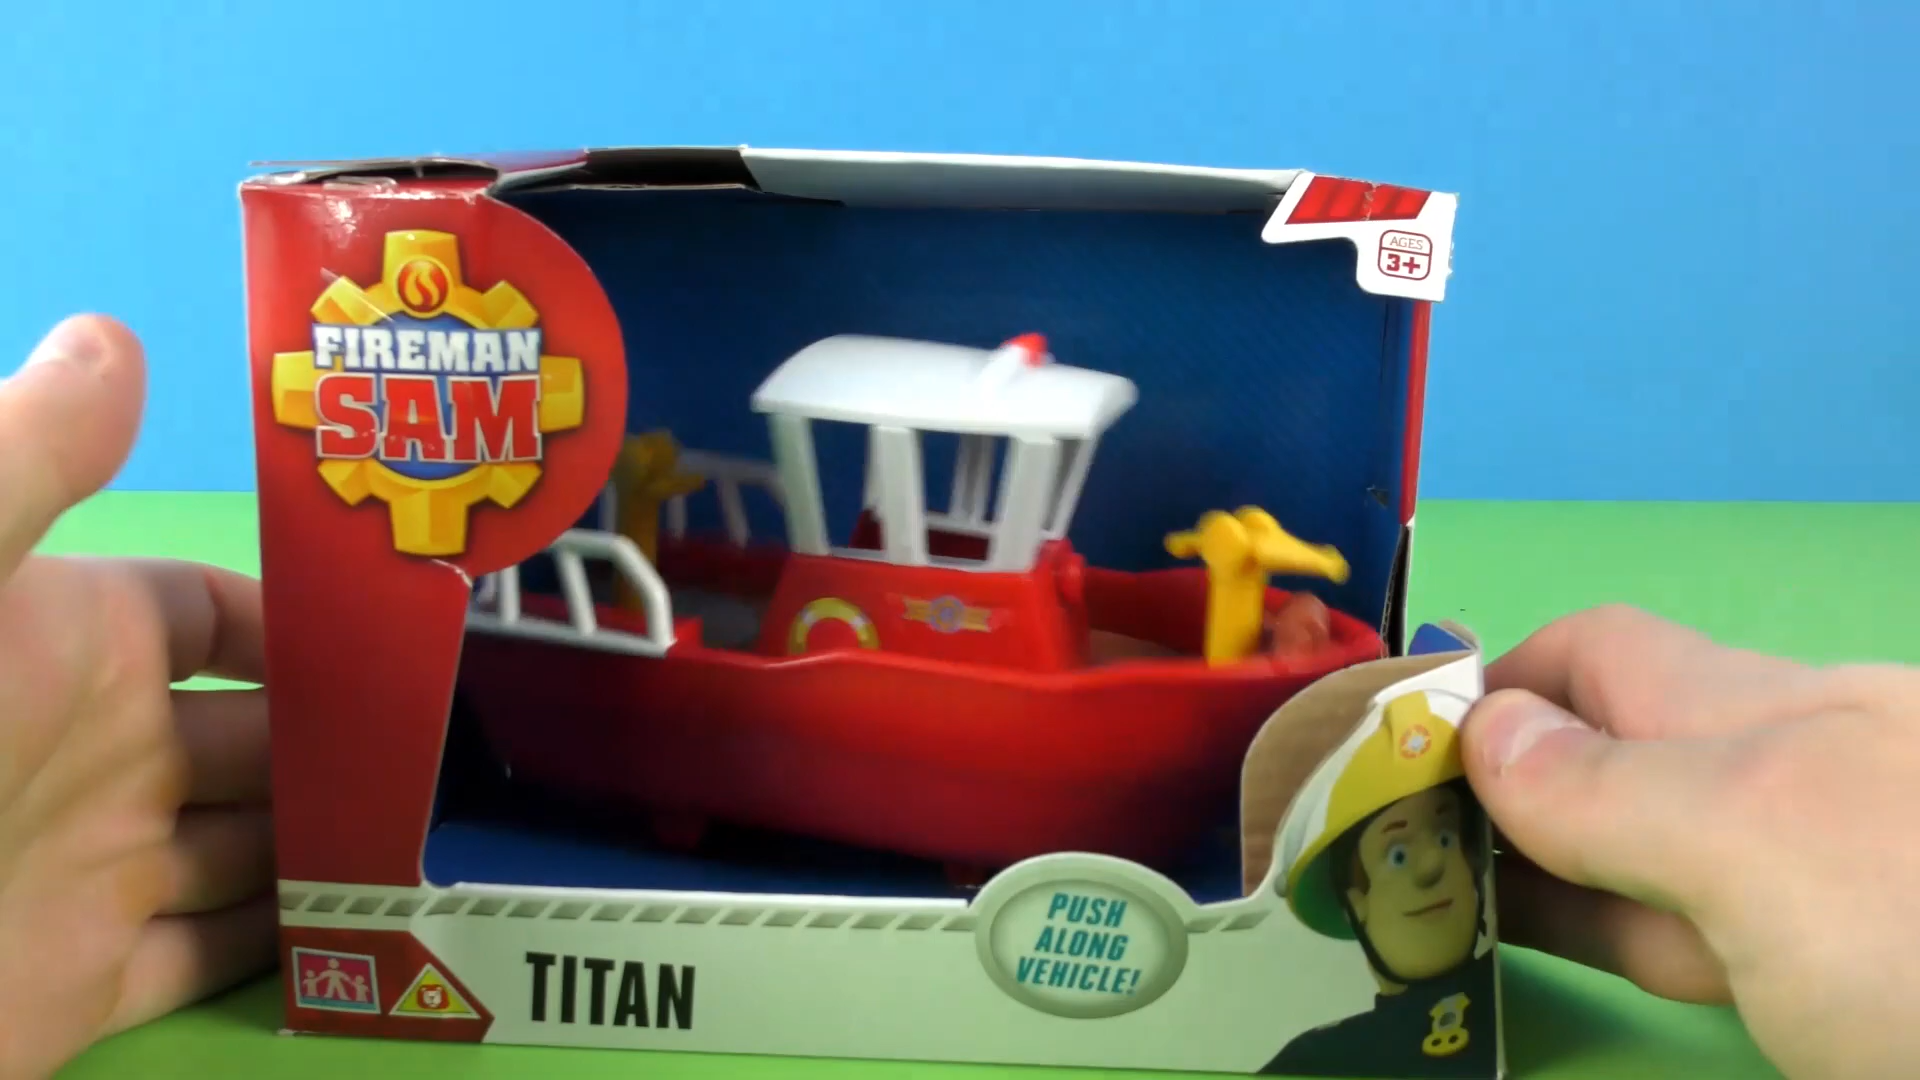 AGES
3+
FIREMAN
SAM
PUSH
ALONG
VEHICLE!
TITAN